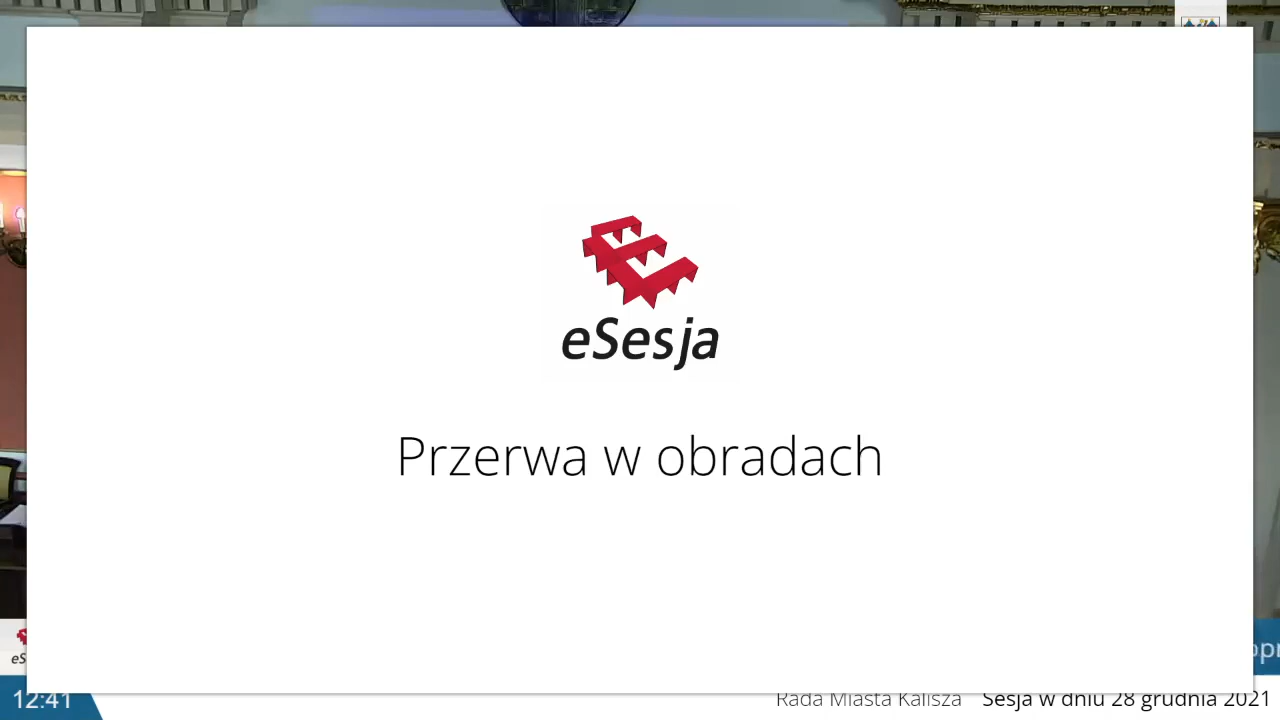 eSesja
Przerwa w obradach
12:41
Rada Miasta Kalisza Sesja w dniu 28 grudnia 2021